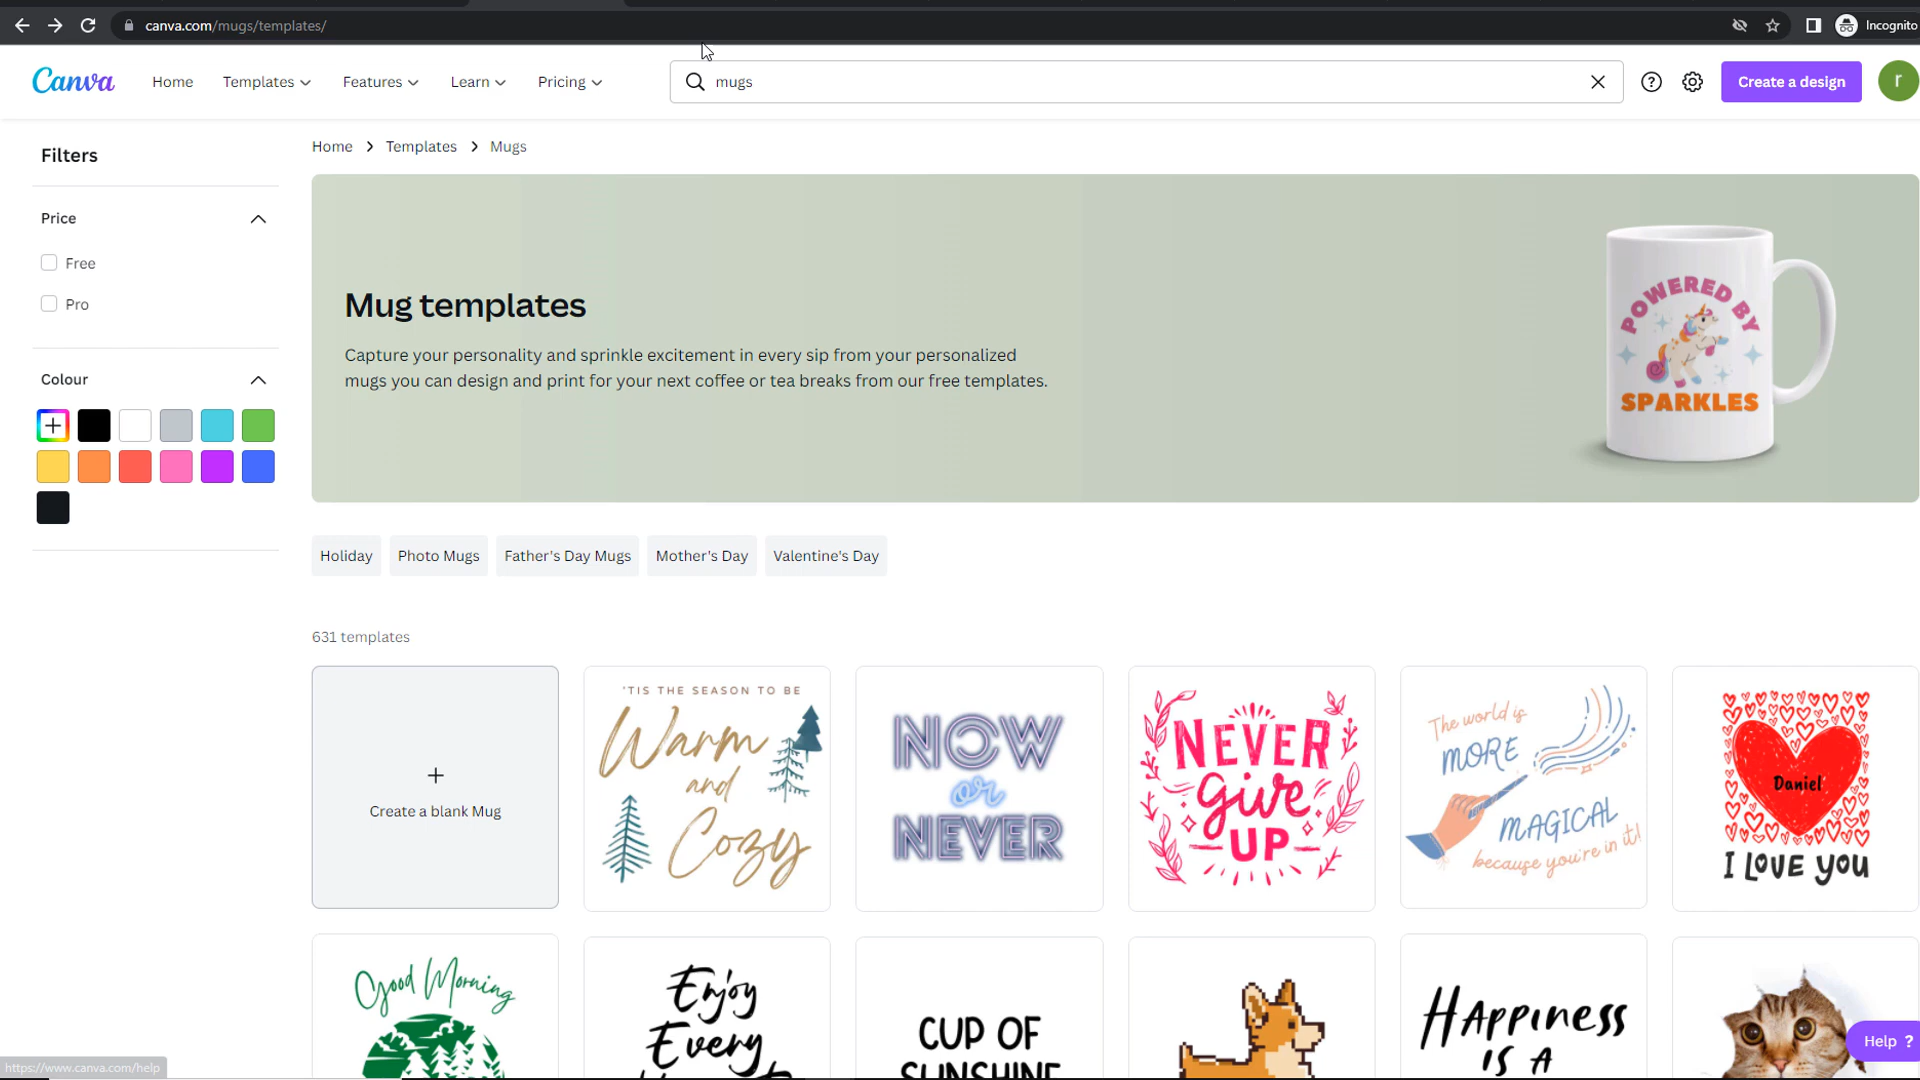 canva.com/mugs/templates/
Incognito
Canva
Home
Templates
Features
Learn
Pricing
mugs
Create a design
r
Filters
Price
Free
Pro
Colour
Home > Templates > Mugs
Mug templates
Capture your personality and sprinkle excitement in every sip from your personalized
mugs you can design and print for your next coffee or tea breaks from our free templates.
POWERED BY
SPARKLES
Holiday
Photo Mugs
Father's Day Mugs
Mother's Day
Valentine's Day
631 templates
+
Create a blank Mug
'TIS THE SEASON TO BE
Warm
and
Cozy
NOW
or
NEVER
NEVER
give
UP
The world is
MORE
MAGICAL
because you're in it!
Daniel
I LOVE YOU
Good Morning
Enjoy
Every
CUP OF
SUNSHINE
HAPPINESS
IS A
Help ?
https://www.canva.com/help